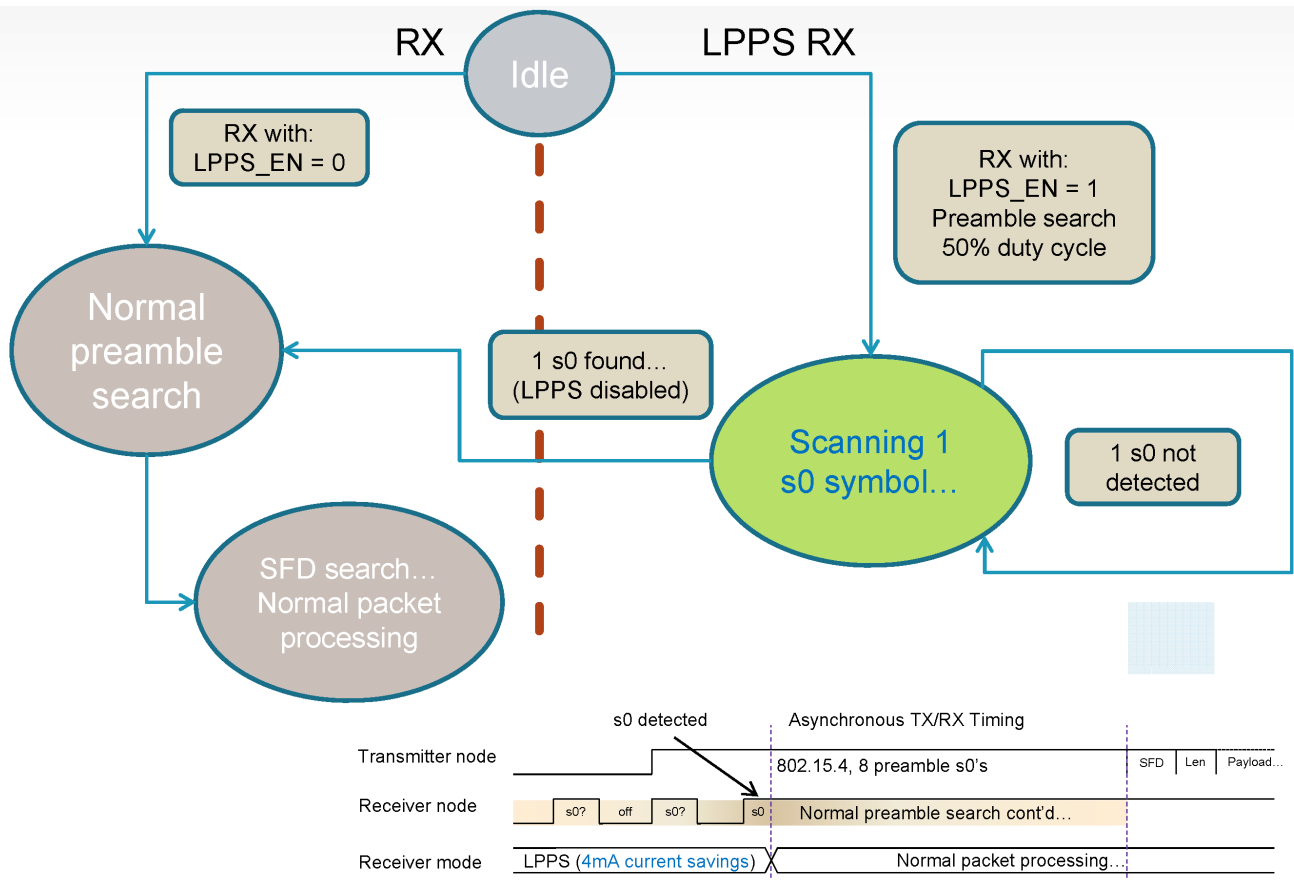 RX
Idle
LPPS RX
RX with:
LPPS_EN = 0
RX with:
LPPS_EN = 1
Preamble search
50% duty cycle
Normal
preamble
search
1 s0 found…
(LPPS disabled)
Scanning 1
s0 symbol…
1 s0 not
detected
SFD search…
Normal packet
processing
s0 detected
Asynchronous TX/RX Timing
Transmitter node
802.15.4, 8 preamble s0's
SFD
Len
Payload…
Receiver node
s0?
off
s0?
s0
Normal preamble search cont'd…
Receiver mode
LPPS (4mA current savings)
Normal packet processing…